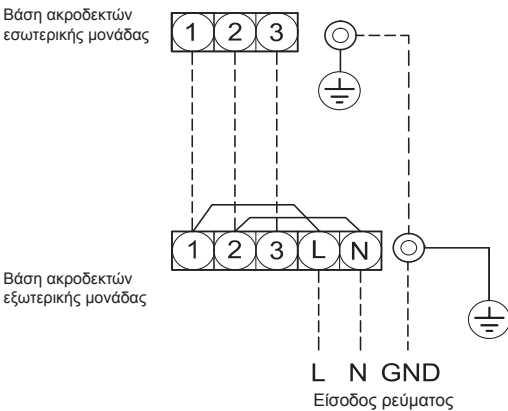 Βάση ακροδεκτών
εσωτερικής μονάδας
1 2 3
1 2 3 L N
Βάση ακροδεκτών
εξωτερικής μονάδας
L N GND
Είσοδος ρεύματος